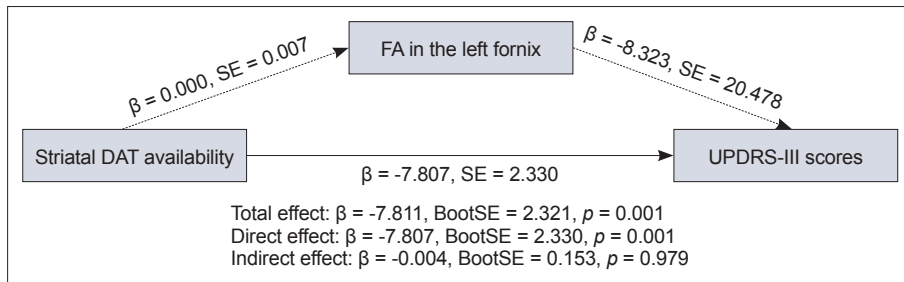 FA in the left fornix
β = 0.000, SE = 0.007
β = -8.323, SE = 20.478
Striatal DAT availability
UPDRS-III scores
β = -7.807, SE = 2.330
Total effect: β = -7.811, BootSE = 2.321, p = 0.001
Direct effect: β = -7.807, BootSE = 2.330, p = 0.001
Indirect effect: β = -0.004, BootSE = 0.153, p = 0.979